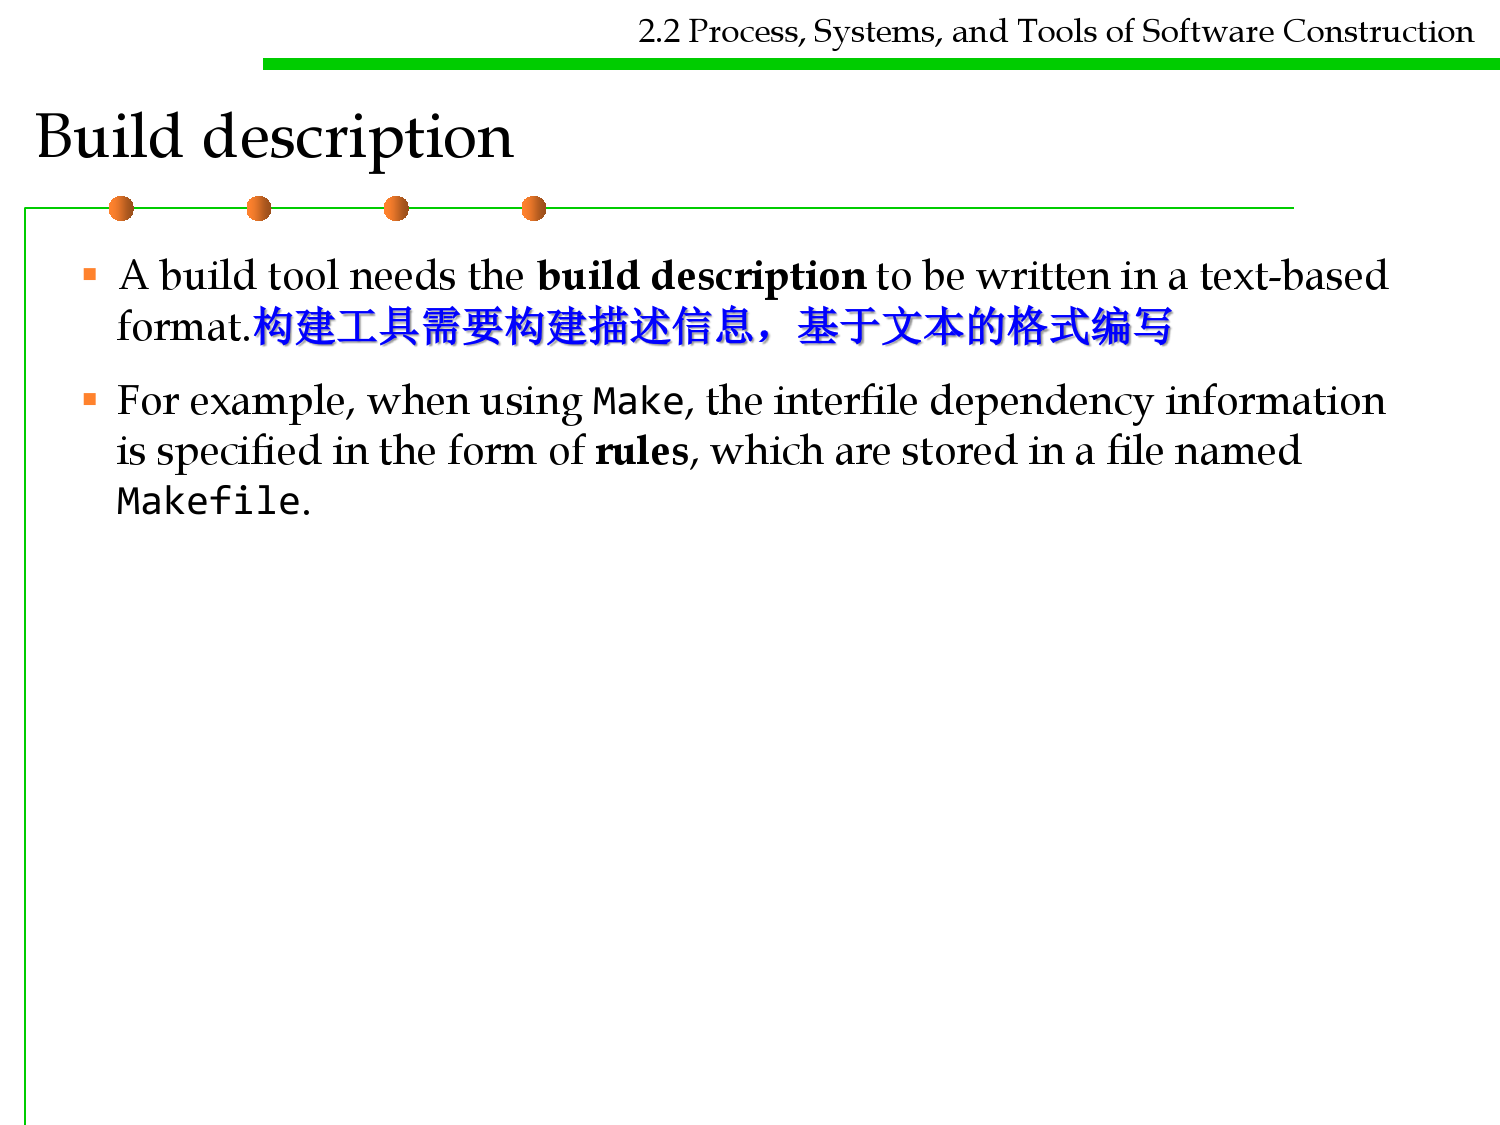 2.2 Process, Systems, and Tools of Software Construction
Build description
▪ A build tool needs the build description to be written in a text-based
format.构建工具需要构建描述信息，基于文本的格式编写
▪ For example, when using Make, the interfile dependency information
is specified in the form of rules, which are stored in a file named
Makefile.